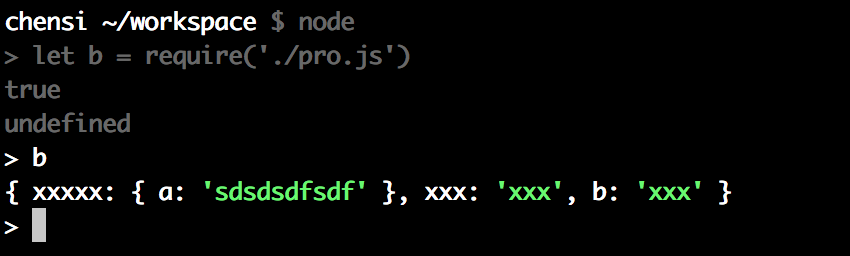 chensi ~/workspace $ node
> let b = require('./pro.js')
true
undefined
> b
{ xxxxx: { a: 'sdsdsdfsdf' }, xxx: 'xxx', b: 'xxx' }
>